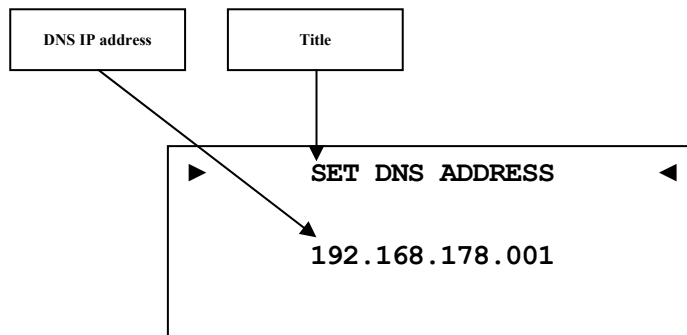 DNS IP address
Title
► SET DNS ADDRESS ◄
192.168.178.001